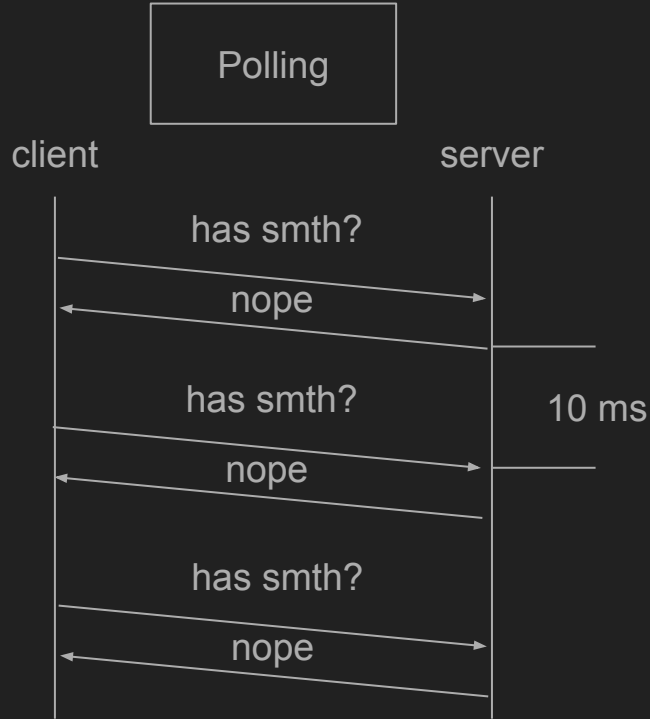 Polling
client
server
has smth?
nope
has smth?
10 ms
nope
has smth?
nope